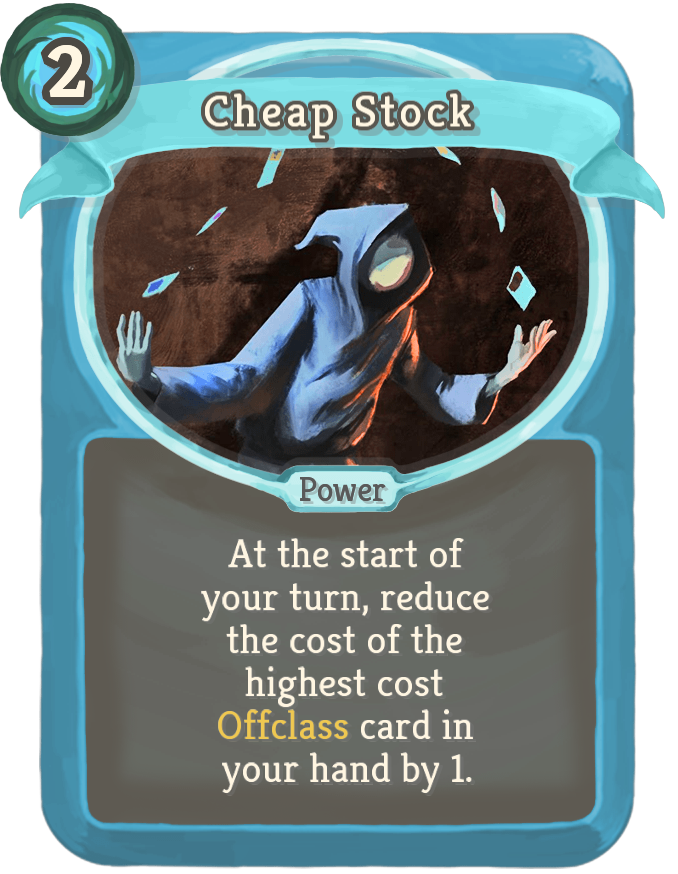 2
Cheap Stock
Power
At the start of
your turn, reduce
the cost of the
highest cost
Offclass card in
your hand by 1.